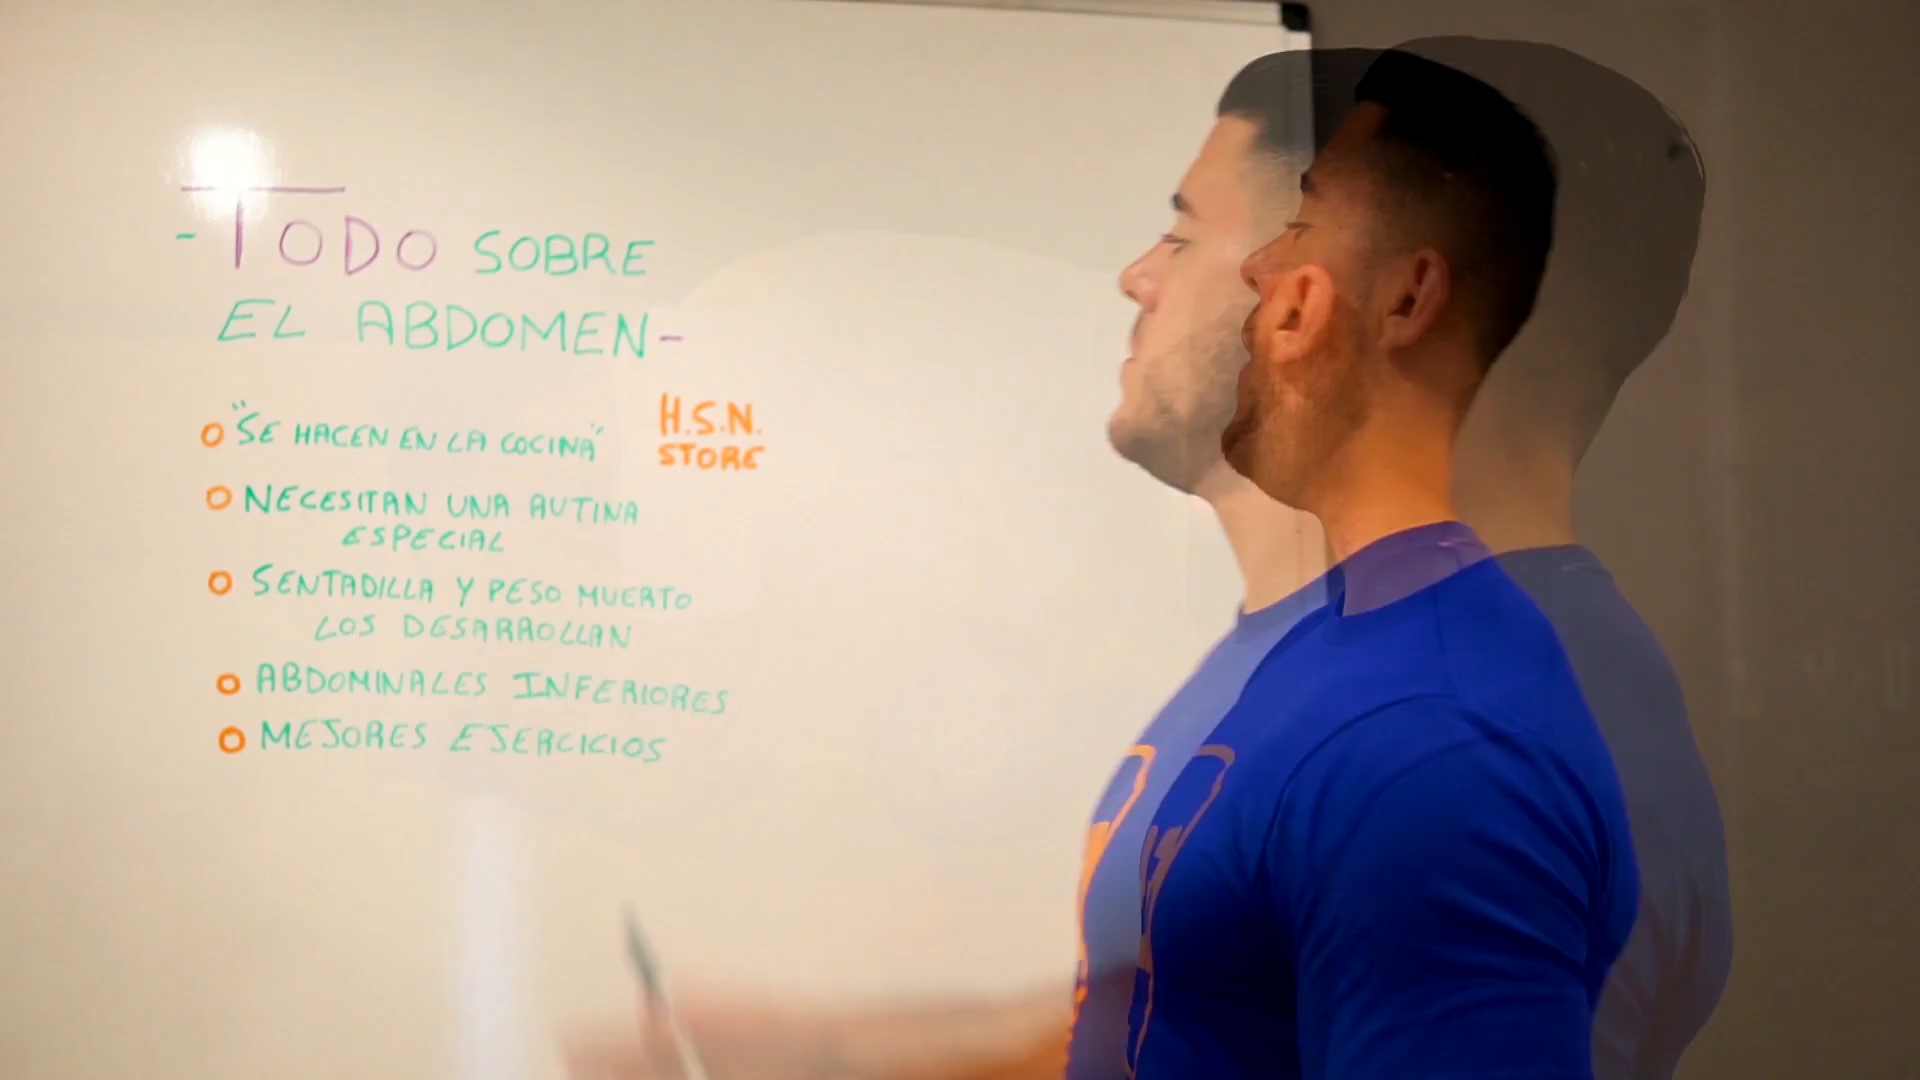 -TODO SOBRE
EL ABDOMEN-
"SE HACEN EN LA COCINA"
H.S.N.
STORE
NECESITAN UNA AUTINA
ESPECIAL
SENTADILLA Y PESO MUERTO
LOS DESARROLLAN
ABDOMINALES INFERIORES
MEJORES EJERCICIOS